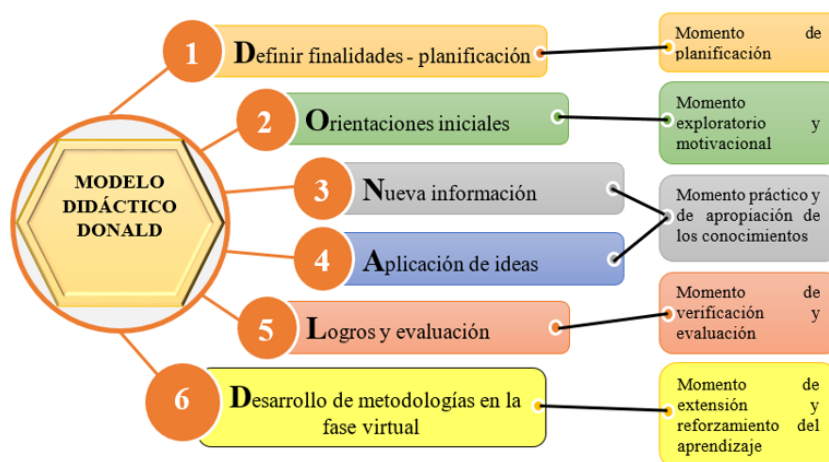 MODELO
DIDÁCTICO
DONALD
1
Definir finalidades - planificación
Momento de
planificación
2
Orientaciones iniciales
Momento
exploratorio y
motivacional
3
Nueva información
4
Aplicación de ideas
Momento práctico y
de apropiación de
los conocimientos
5
Logros y evaluación
Momento de
verificación y
evaluación
6
Desarrollo de metodologías en la
fase virtual
Momento de
extensión y
reforzamiento del
aprendizaje